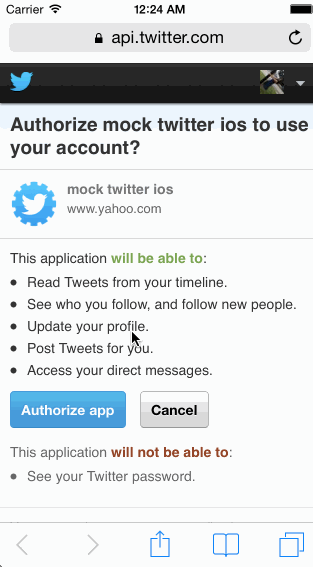 Carrier 12:24 AM
api.twitter.com
Authorize mock twitter ios to use
your account?
mock twitter ios
www.yahoo.com
This application will be able to:
Read Tweets from your timeline.
See who you follow, and follow new people.
Update your profile.
Post Tweets for you.
Access your direct messages.
Authorize app Cancel
This application will not be able to:
See your Twitter password.